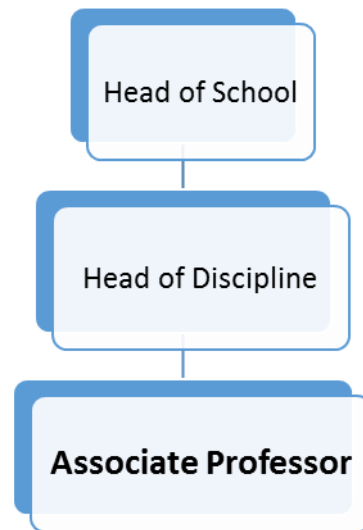 Head of School
Head of Discipline
Associate Professor